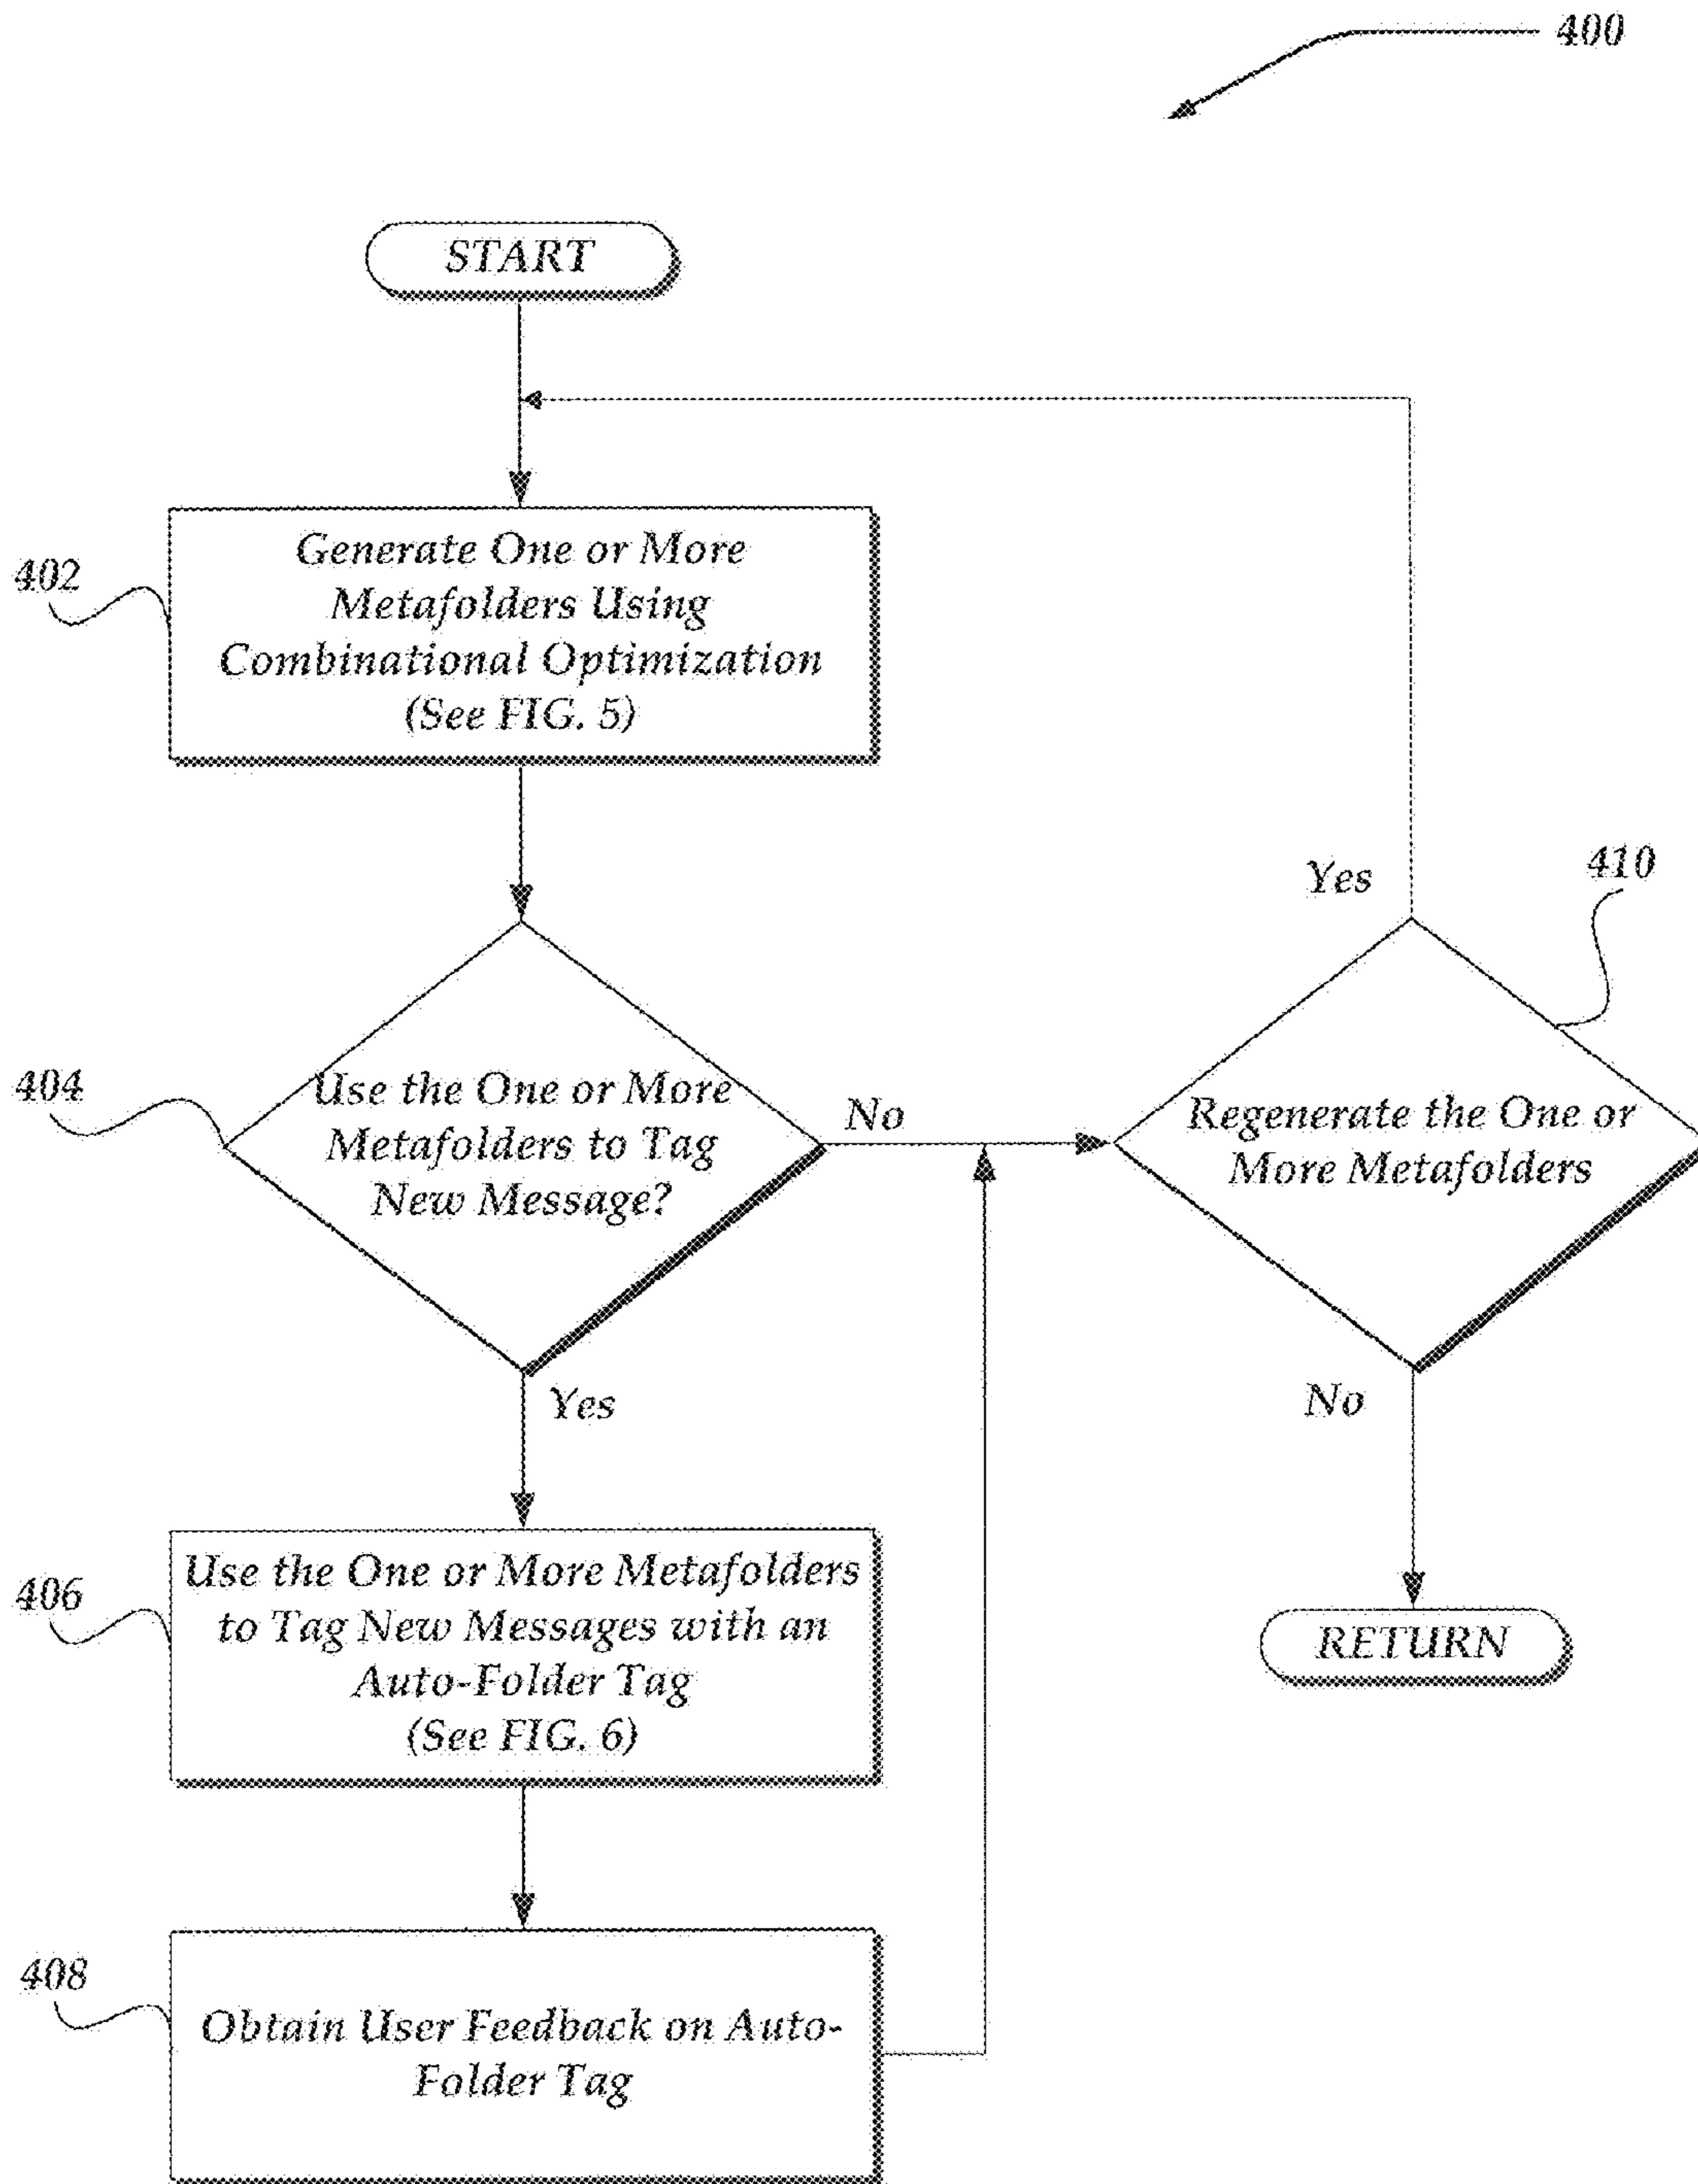 400
START
402
Generate One or More
Metafolders Using
Combinational Optimization
(See FIG. 5)
404
Use the One or More
Metafolders to Tag
New Message?
No
Yes
410
Yes
Regenerate the One or
More Metafolders
No
RETURN
406
Use the One or More Metafolders
to Tag New Messages with an
Auto-Folder Tag
(See FIG. 6)
408
Obtain User Feedback on Auto-
Folder Tag